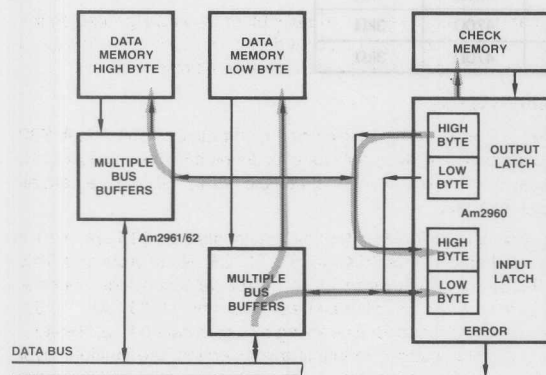 DATA
MEMORY
HIGH BYTE
DATA
MEMORY
LOW BYTE
CHECK
MEMORY
MULTIPLE
BUS
BUFFERS
Am2961/62
MULTIPLE
BUS
BUFFERS
HIGH
BYTE
LOW
BYTE
OUTPUT
LATCH
Am2960
HIGH
BYTE
LOW
BYTE
INPUT
LATCH
ERROR
DATA BUS